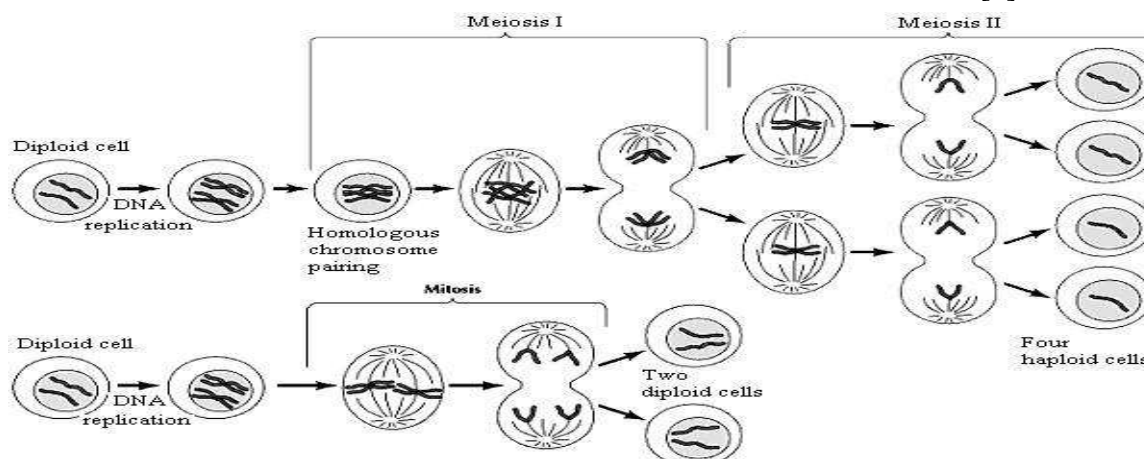 Meiosis I
Meiosis II
Diploid cell
DNA
replication
Homologous
chromosome
pairing
Mitosis
Diploid cell
DNA
replication
Two
diploid cells
Four
haploid cells